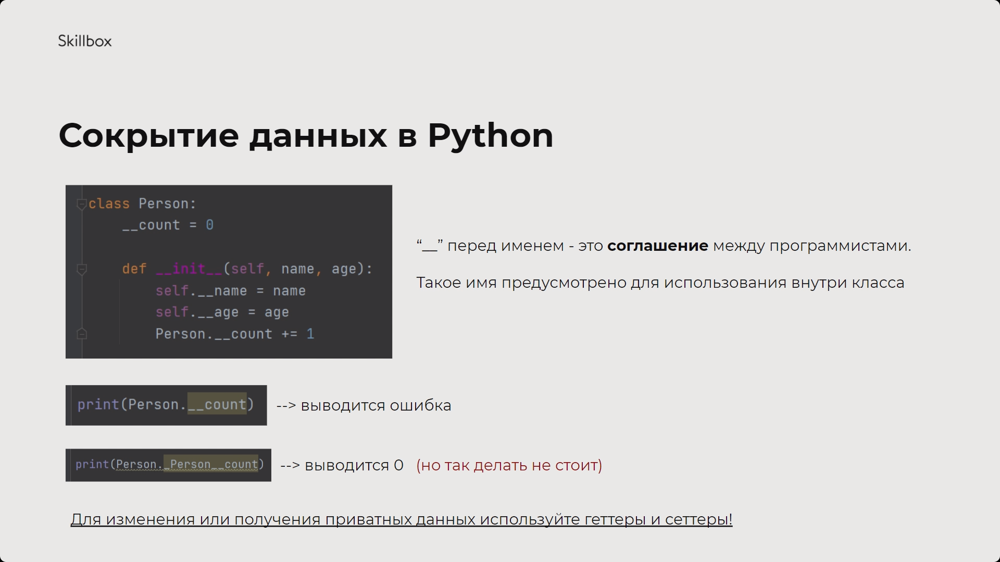 Skillbox
Сокрытие данных в Python
class Person:
    __count = 0
    def __init__(self, name, age):
        self.__name = name
        self.__age = age
        Person.__count += 1
“__” перед именем - это соглашение между программистами.
Такое имя предусмотрено для использования внутри класса
print(Person.__count) --> выводится ошибка
print(Person._Person__count) --> выводится 0 (но так делать не стоит)
Для изменения или получения приватных данных используйте геттеры и сеттеры!